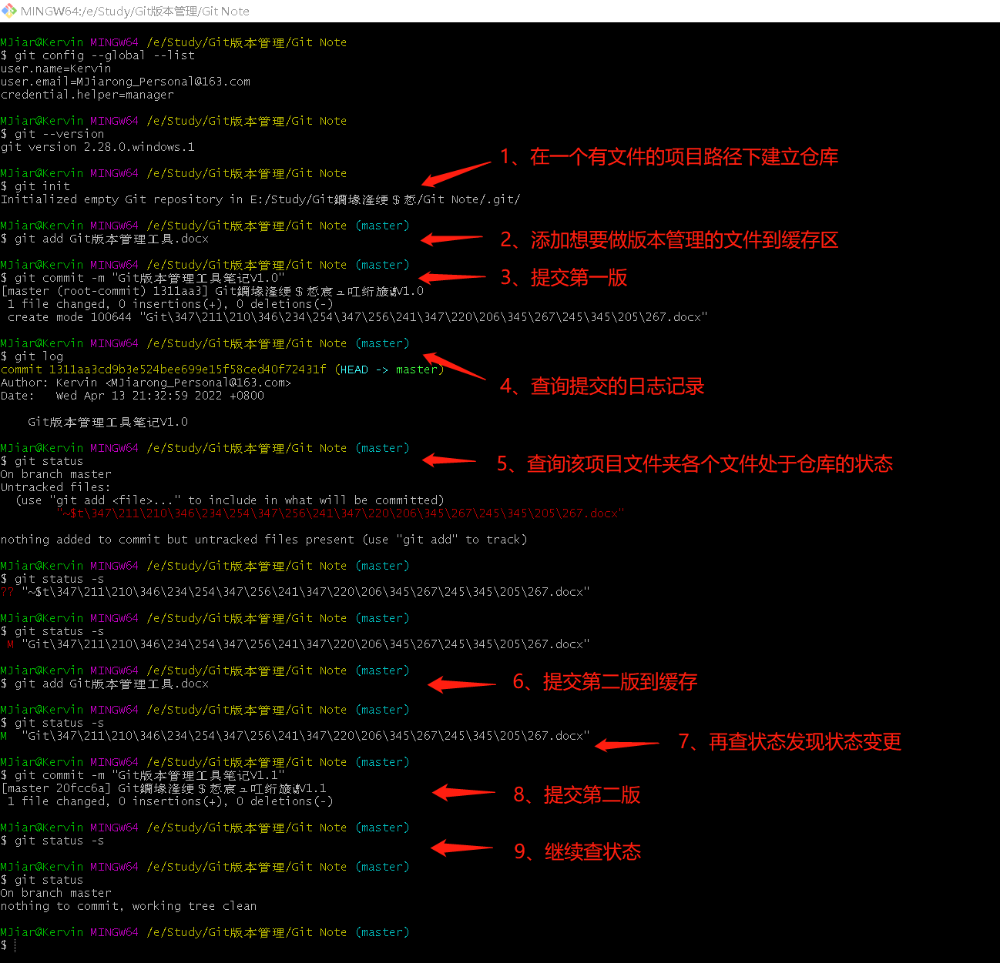 MINGW64:/e/Study/Git版本管理/Git Note
MJiar@Kervin MINGW64 /e/Study/Git版本管理/Git Note
$ git config --global --list
user.name=Kervin
user.email=MJiarong_Personal@163.com
credential.helper=manager
MJiar@Kervin MINGW64 /e/Study/Git版本管理/Git Note
$ git --version
git version 2.28.0.windows.1
1、在一个有文件的项目路径下建立仓库
MJiar@Kervin MINGW64 /e/Study/Git版本管理/Git Note
$ git init
Initialized empty Git repository in E:/Study/Git鐗堟湰绠＄悊/Git Note/.git/
MJiar@Kervin MINGW64 /e/Study/Git版本管理/Git Note (master)
$ git add Git版本管理工具.docx
2、添加想要做版本管理的文件到缓存区
MJiar@Kervin MINGW64 /e/Study/Git版本管理/Git Note (master)
$ git commit -m "Git版本管理工具笔记V1.0"
3、提交第一版
[master (root-commit) 1311aa3] Git鐗堟湰绠＄悊宸ュ叿绗旇V1.0
1 file changed, 0 insertions(+), 0 deletions(-)
create mode 100644 "Git\347\211\210\346\234\254\347\256\241\347\220\206\345\267\245\345\205\267.docx"
MJiar@Kervin MINGW64 /e/Study/Git版本管理/Git Note (master)
$ git log
commit 1311aa3cd9b3e524bee699e15f58ced40f72431f (HEAD -> master)
Author: Kervin <MJiarong_Personal@163.com>
4、查询提交的日志记录
Date:   Wed Apr 13 21:32:59 2022 +0800
Git版本管理工具笔记V1.0
MJiar@Kervin MINGW64 /e/Study/Git版本管理/Git Note (master)
$ git status
5、查询该项目文件夹各个文件处于仓库的状态
On branch master
Untracked files:
(use "git add <file>..." to include in what will be committed)
"~$t\347\211\210\346\234\254\347\256\241\347\220\206\345\267\245\345\205\267.docx"
nothing added to commit but untracked files present (use "git add" to track)
MJiar@Kervin MINGW64 /e/Study/Git版本管理/Git Note (master)
$ git status -s
?? "~$t\347\211\210\346\234\254\347\256\241\347\220\206\345\267\245\345\205\267.docx"
MJiar@Kervin MINGW64 /e/Study/Git版本管理/Git Note (master)
$ git status -s
M "Git\347\211\210\346\234\254\347\256\241\347\220\206\345\267\245\345\205\267.docx"
MJiar@Kervin MINGW64 /e/Study/Git版本管理/Git Note (master)
$ git add Git版本管理工具.docx
6、提交第二版到缓存
MJiar@Kervin MINGW64 /e/Study/Git版本管理/Git Note (master)
$ git status -s
M  "Git\347\211\210\346\234\254\347\256\241\347\220\206\345\267\245\345\205\267.docx"
7、再查状态发现状态变更
MJiar@Kervin MINGW64 /e/Study/Git版本管理/Git Note (master)
$ git commit -m "Git版本管理工具笔记V1.1"
[master 20fcc6a] Git鐗堟湰绠＄悊宸ュ叿绗旇V1.1
8、提交第二版
1 file changed, 0 insertions(+), 0 deletions(-)
MJiar@Kervin MINGW64 /e/Study/Git版本管理/Git Note (master)
$ git status -s
9、继续查状态
MJiar@Kervin MINGW64 /e/Study/Git版本管理/Git Note (master)
$ git status
On branch master
nothing to commit, working tree clean
MJiar@Kervin MINGW64 /e/Study/Git版本管理/Git Note (master)
$